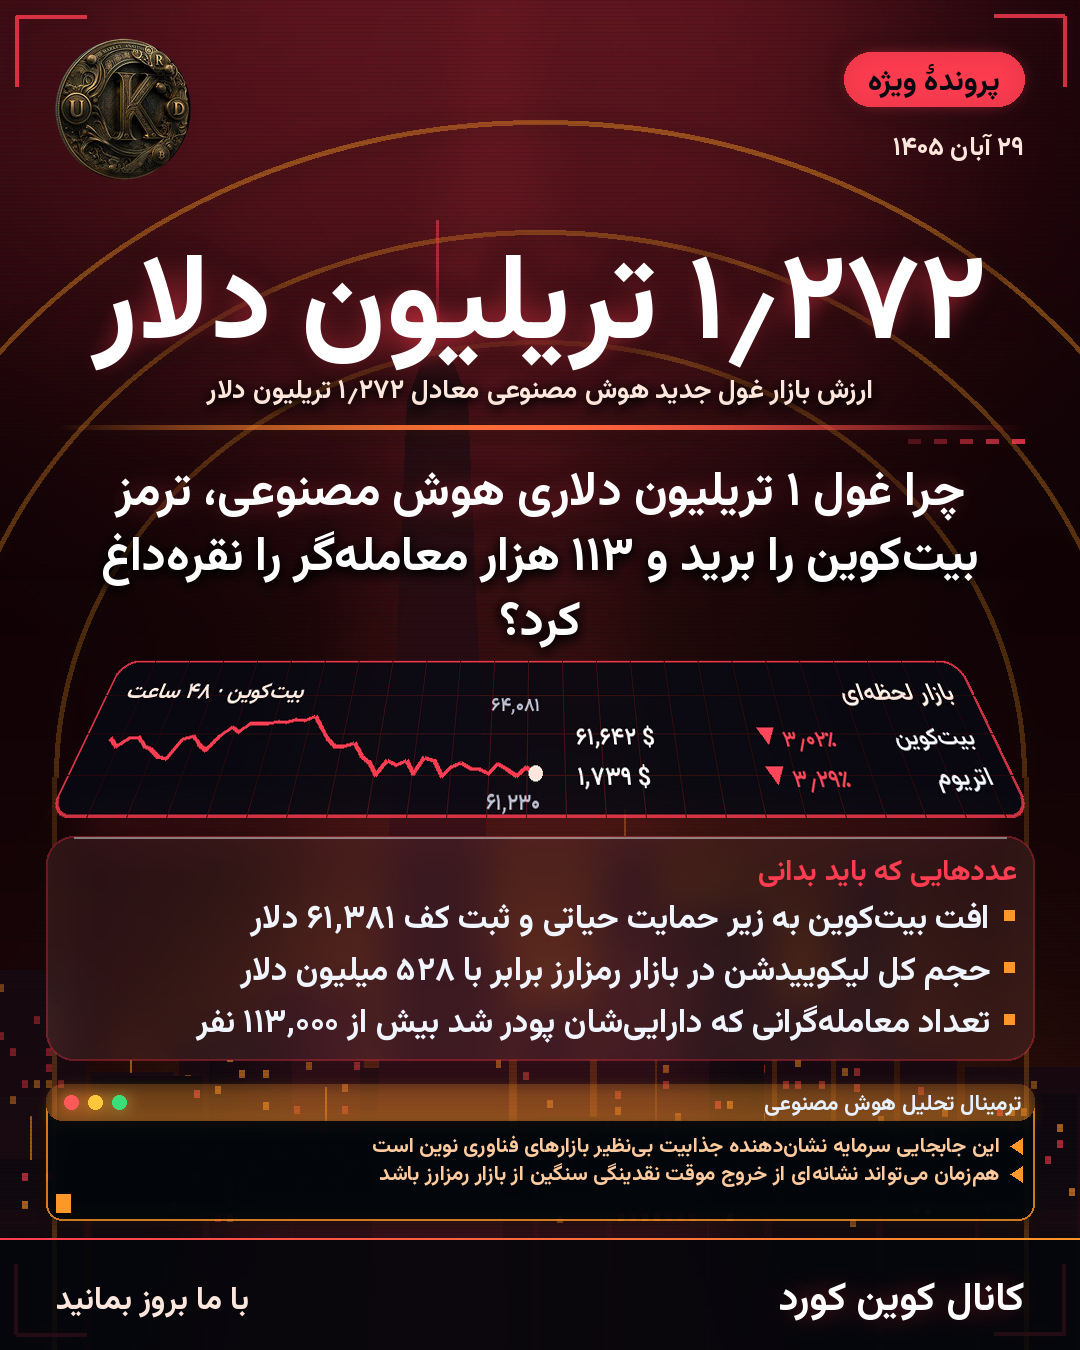 پروندهٔ ویژه
۲۹ آبان ۱۴۰۵
U K D R B
۱٫۲۷۲ تریلیون دلار
ارزش بازار غول جدید هوش مصنوعی معادل ۱٫۲۷۲ تریلیون دلار
چرا غول ۱ تریلیون دلاری هوش مصنوعی، ترمز
بیت‌کوین را برید و ۱۱۳ هزار معامله‌گر را نقره‌داغ
کرد؟
بازار لحظه‌ای
بیت‌کوین ▼ ۳٫۰۲٪ ۶۱,۶۴۲ $
اتریوم ▼ ۳٫۲۹٪ ۱,۷۳۹ $
بیت‌کوین · ۴۸ ساعت
۶۴,۰۸۱
۶۱,۲۳۰
عددهایی که باید بدانی
افت بیت‌کوین به زیر حمایت حیاتی و ثبت کف ۶۱,۳۸۱ دلار
حجم کل لیکوییدشن در بازار رمزارز برابر با ۵۲۸ میلیون دلار
تعداد معامله‌گرانی که دارایی‌شان پودر شد بیش از ۱۱۳,۰۰۰ نفر
ترمینال تحلیل هوش مصنوعی
این جابجایی سرمایه نشان‌دهنده جذابیت بی‌نظیر بازارهای فناوری نوین است
هم‌زمان می‌تواند نشانه‌ای از خروج موقت نقدینگی سنگین از بازار رمزارز باشد
کانال کوین کورد
با ما بروز بمانید